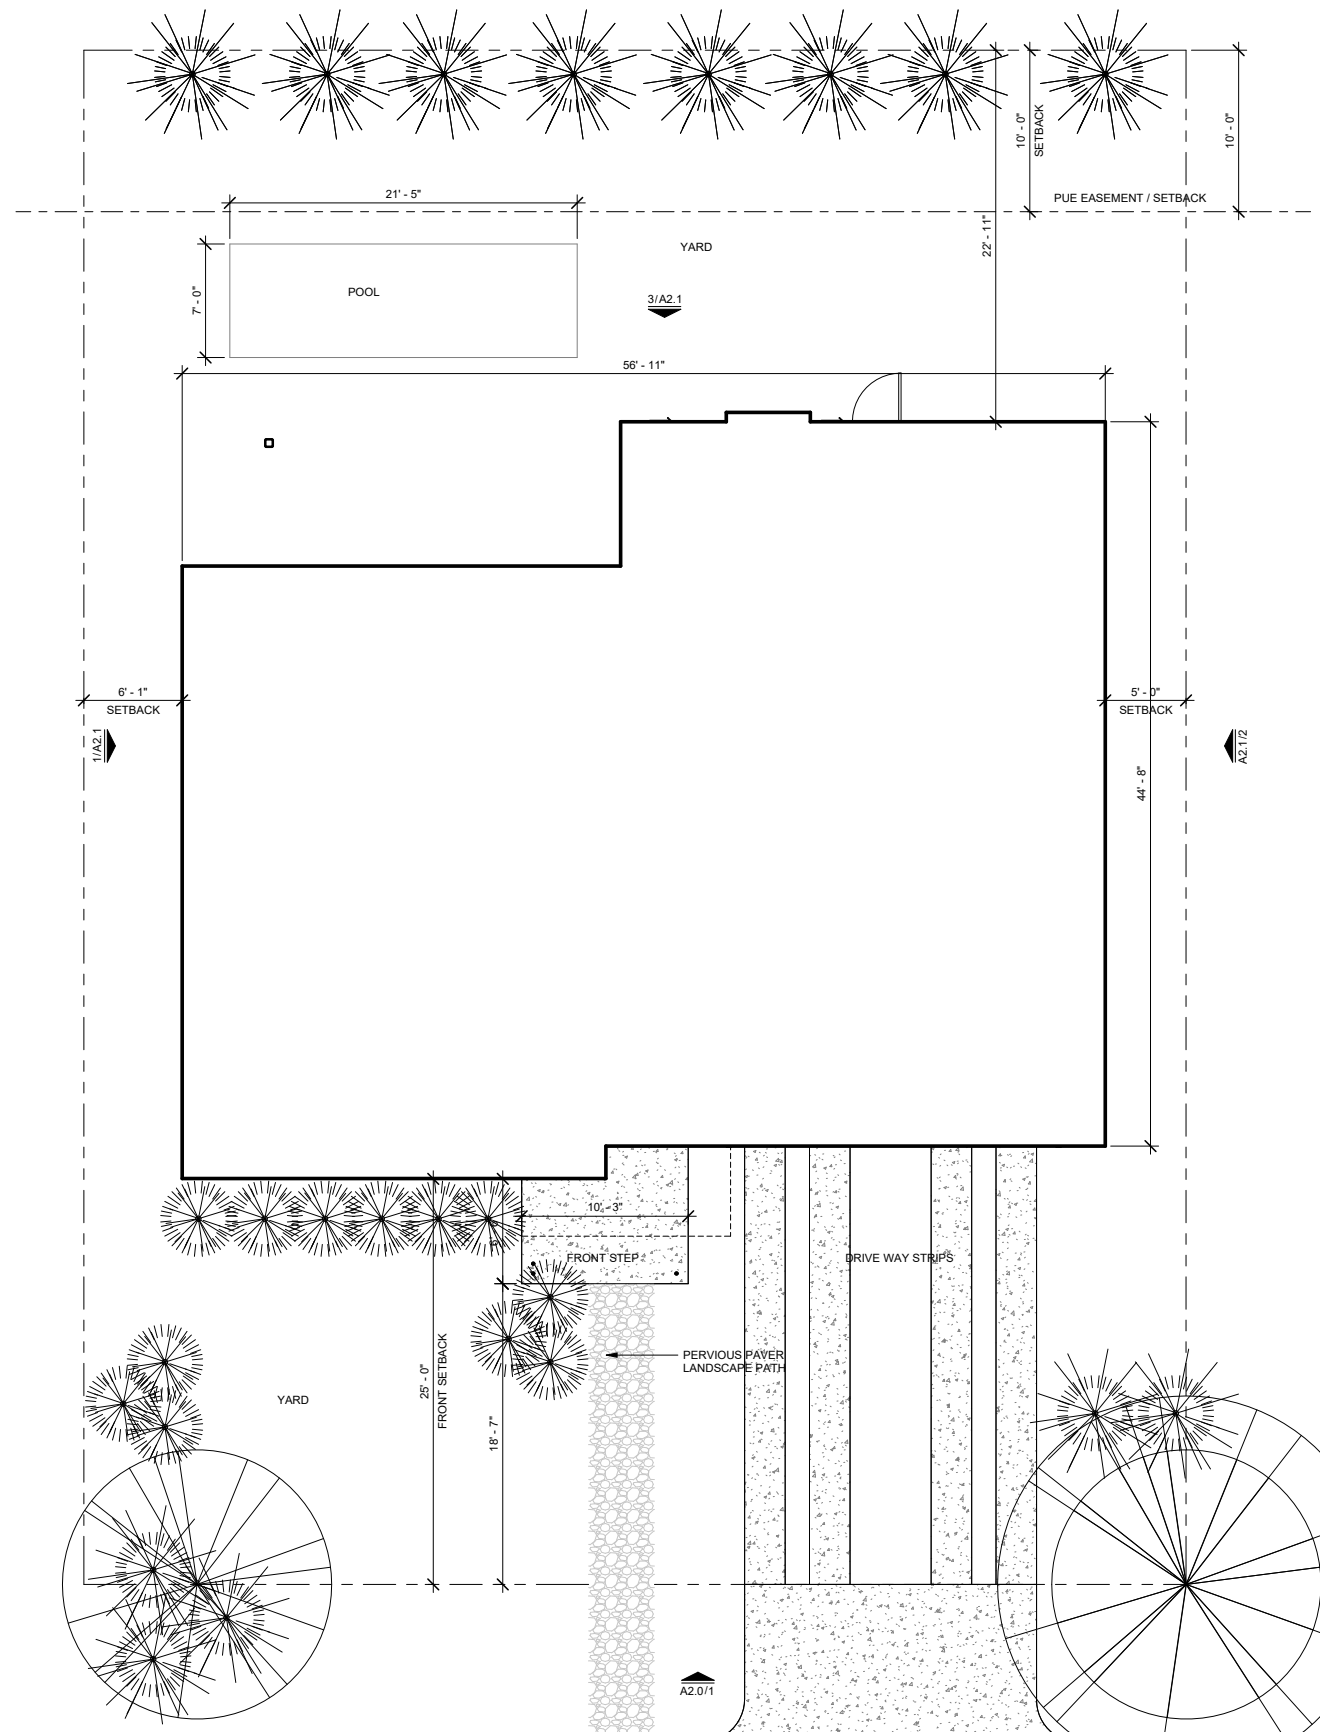 10' - 0"
SETBACK
10' - 0"
PUE EASEMENT / SETBACK
21' - 5"
22' - 11"
YARD
POOL
7' - 0"
3/A2.1
56' - 11"
6' - 1"
SETBACK
5' - 0"
SETBACK
1/A2.1
A2.1/2
44' - 8"
10' - 3"
FRONT STEP
DRIVE WAY STRIPS
PERVIOUS PAVER
LANDSCAPE PATH
25' - 0"
FRONT SETBACK
YARD
18' - 7"
A2.0/1